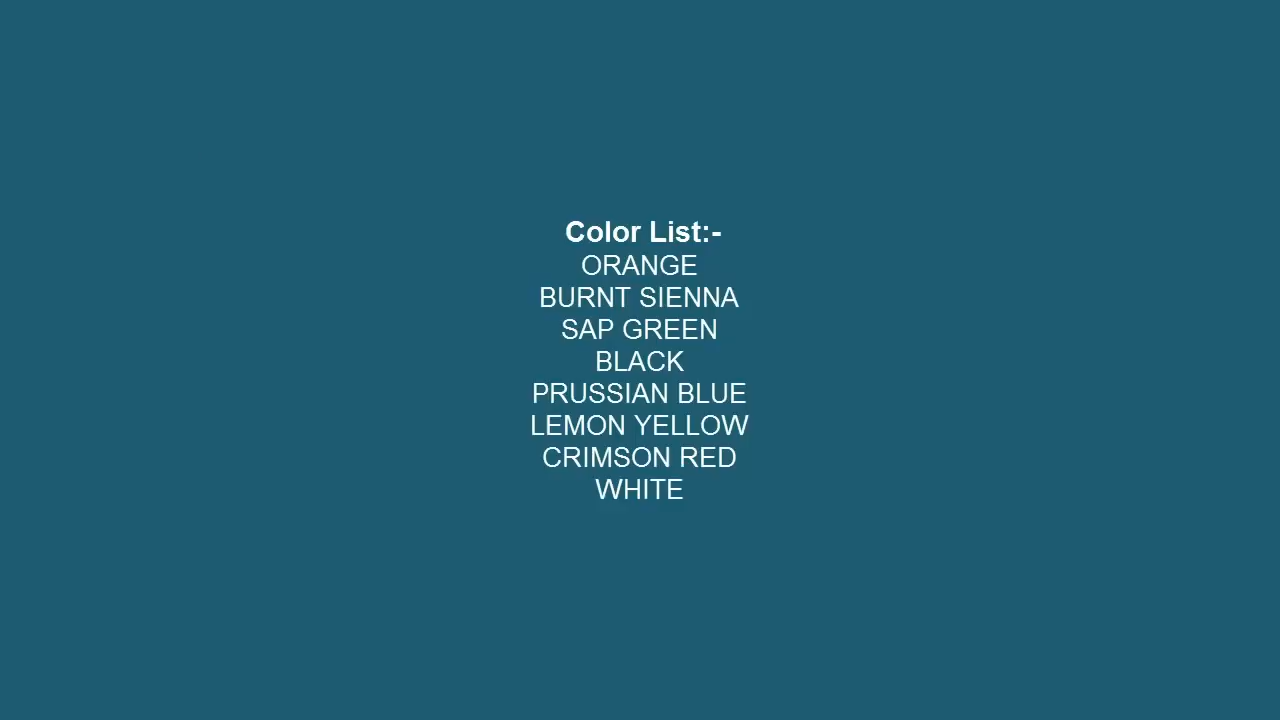 Color List:-
ORANGE
BURNT SIENNA
SAP GREEN
BLACK
PRUSSIAN BLUE
LEMON YELLOW
CRIMSON RED
WHITE